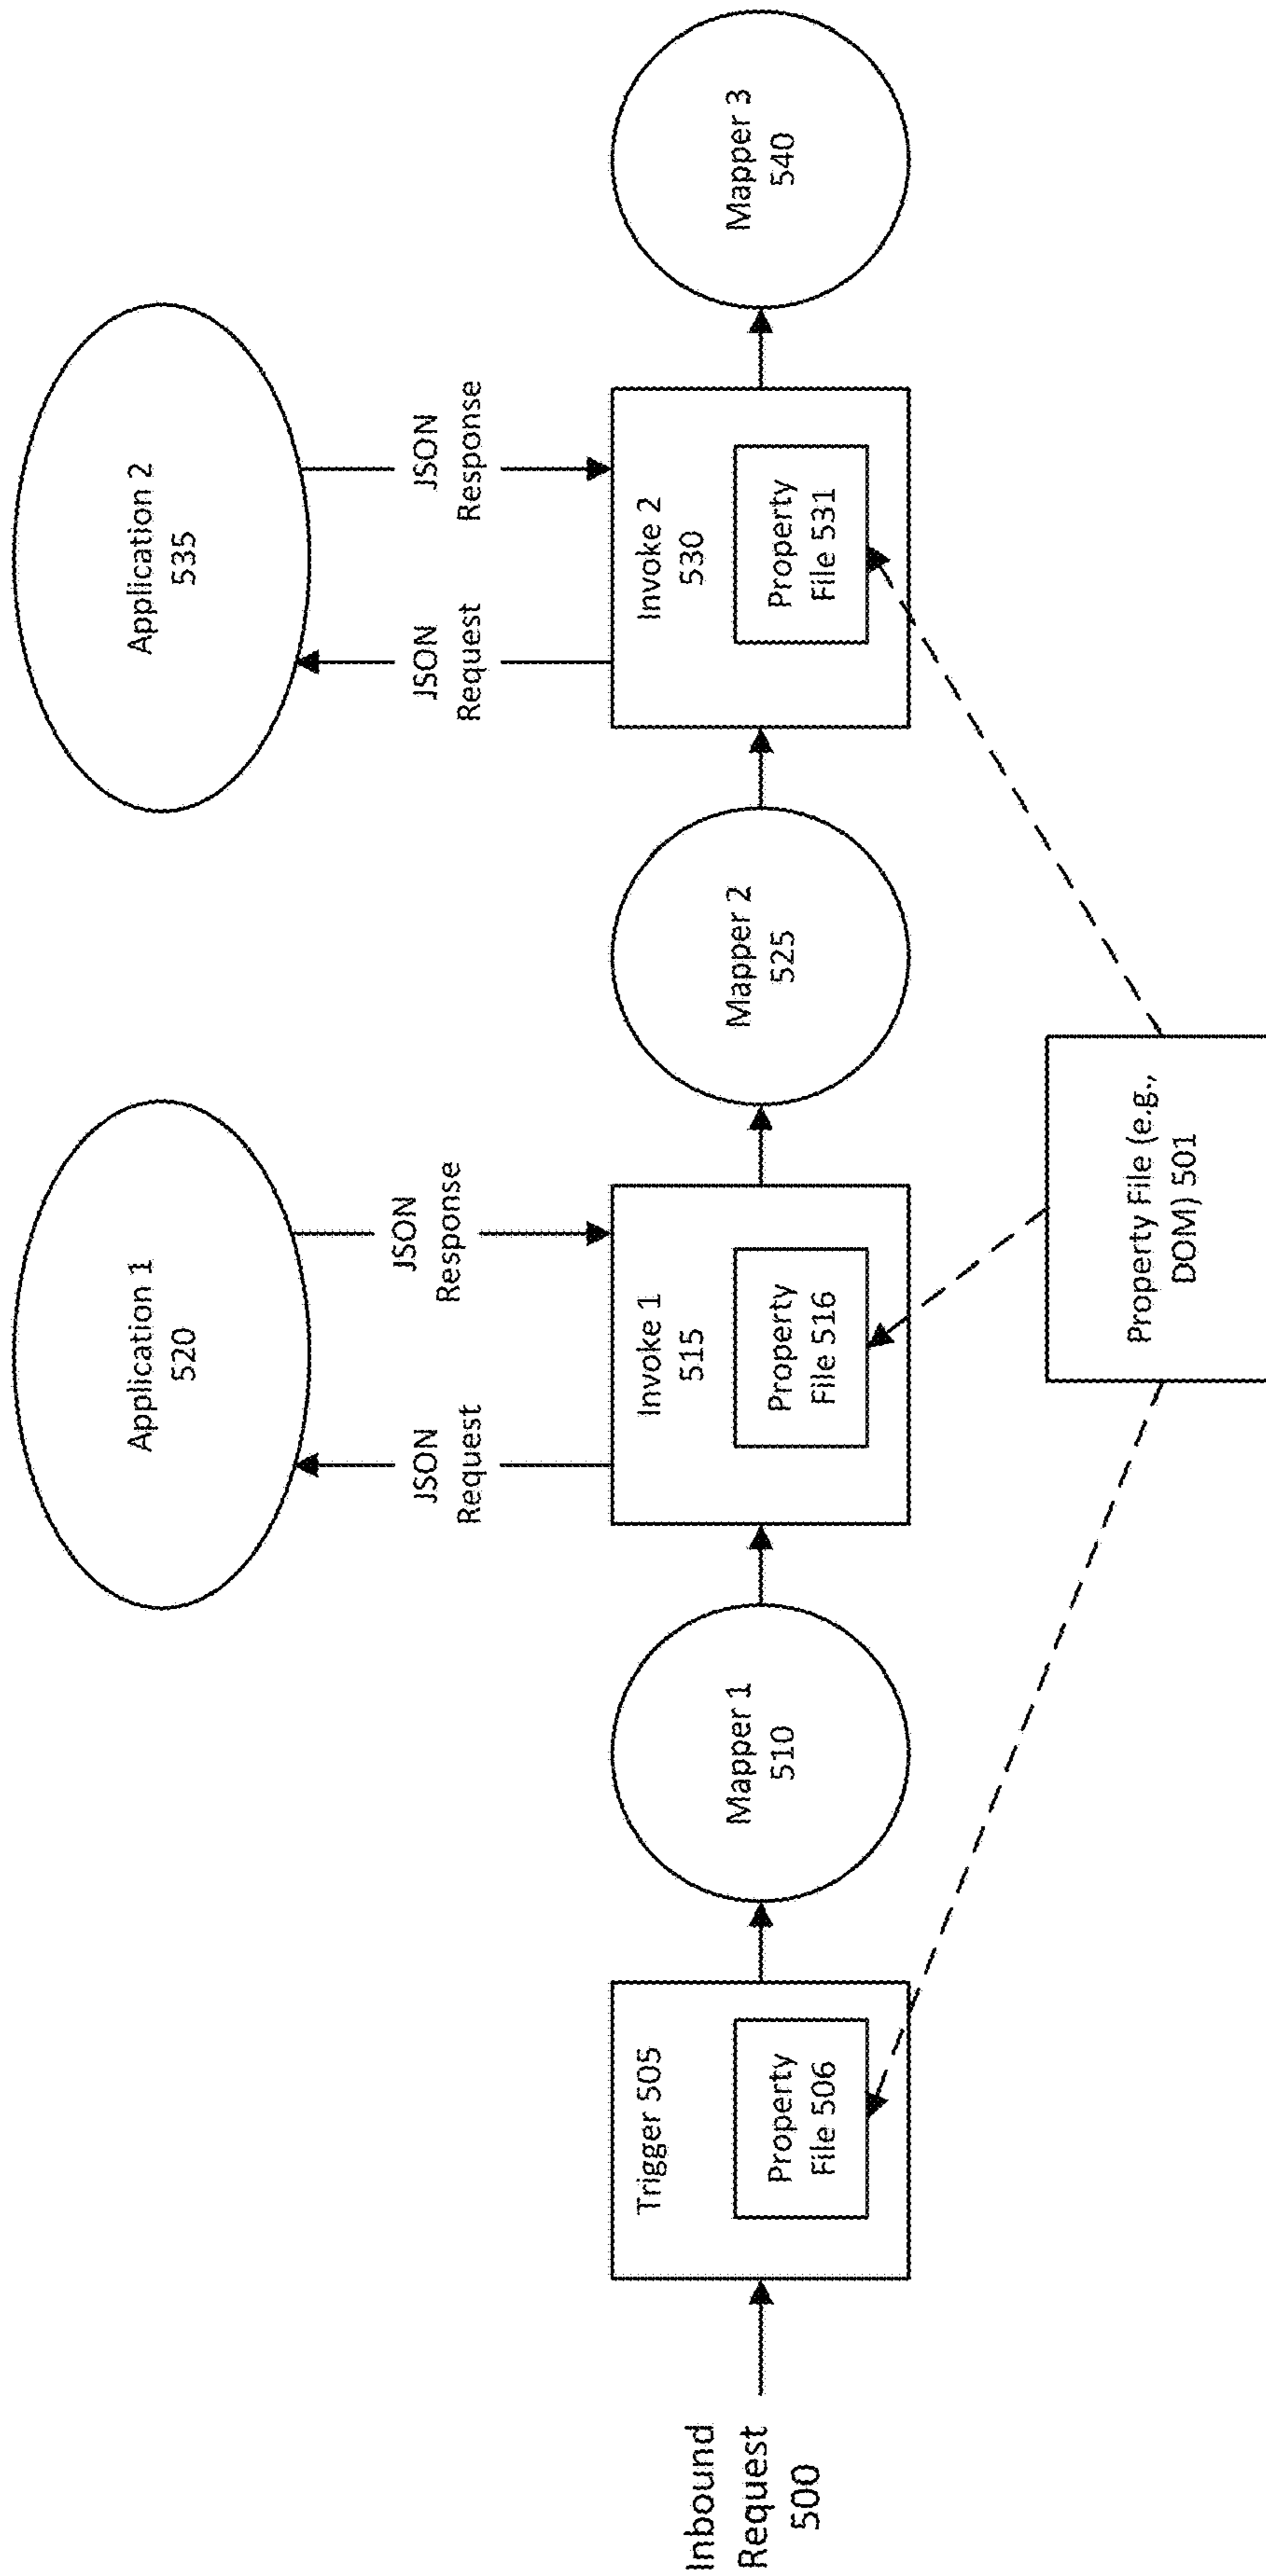 Inbound
Request
500
Trigger 505
Property
File 506
Mapper 1
510
Application 1
520
JSON
Request
JSON
Response
Invoke 1
515
Property
File 516
Mapper 2
525
Application 2
535
JSON
Request
JSON
Response
Invoke 2
530
Property
File 531
Mapper 3
540
Property File (e.g.,
DOM) 501